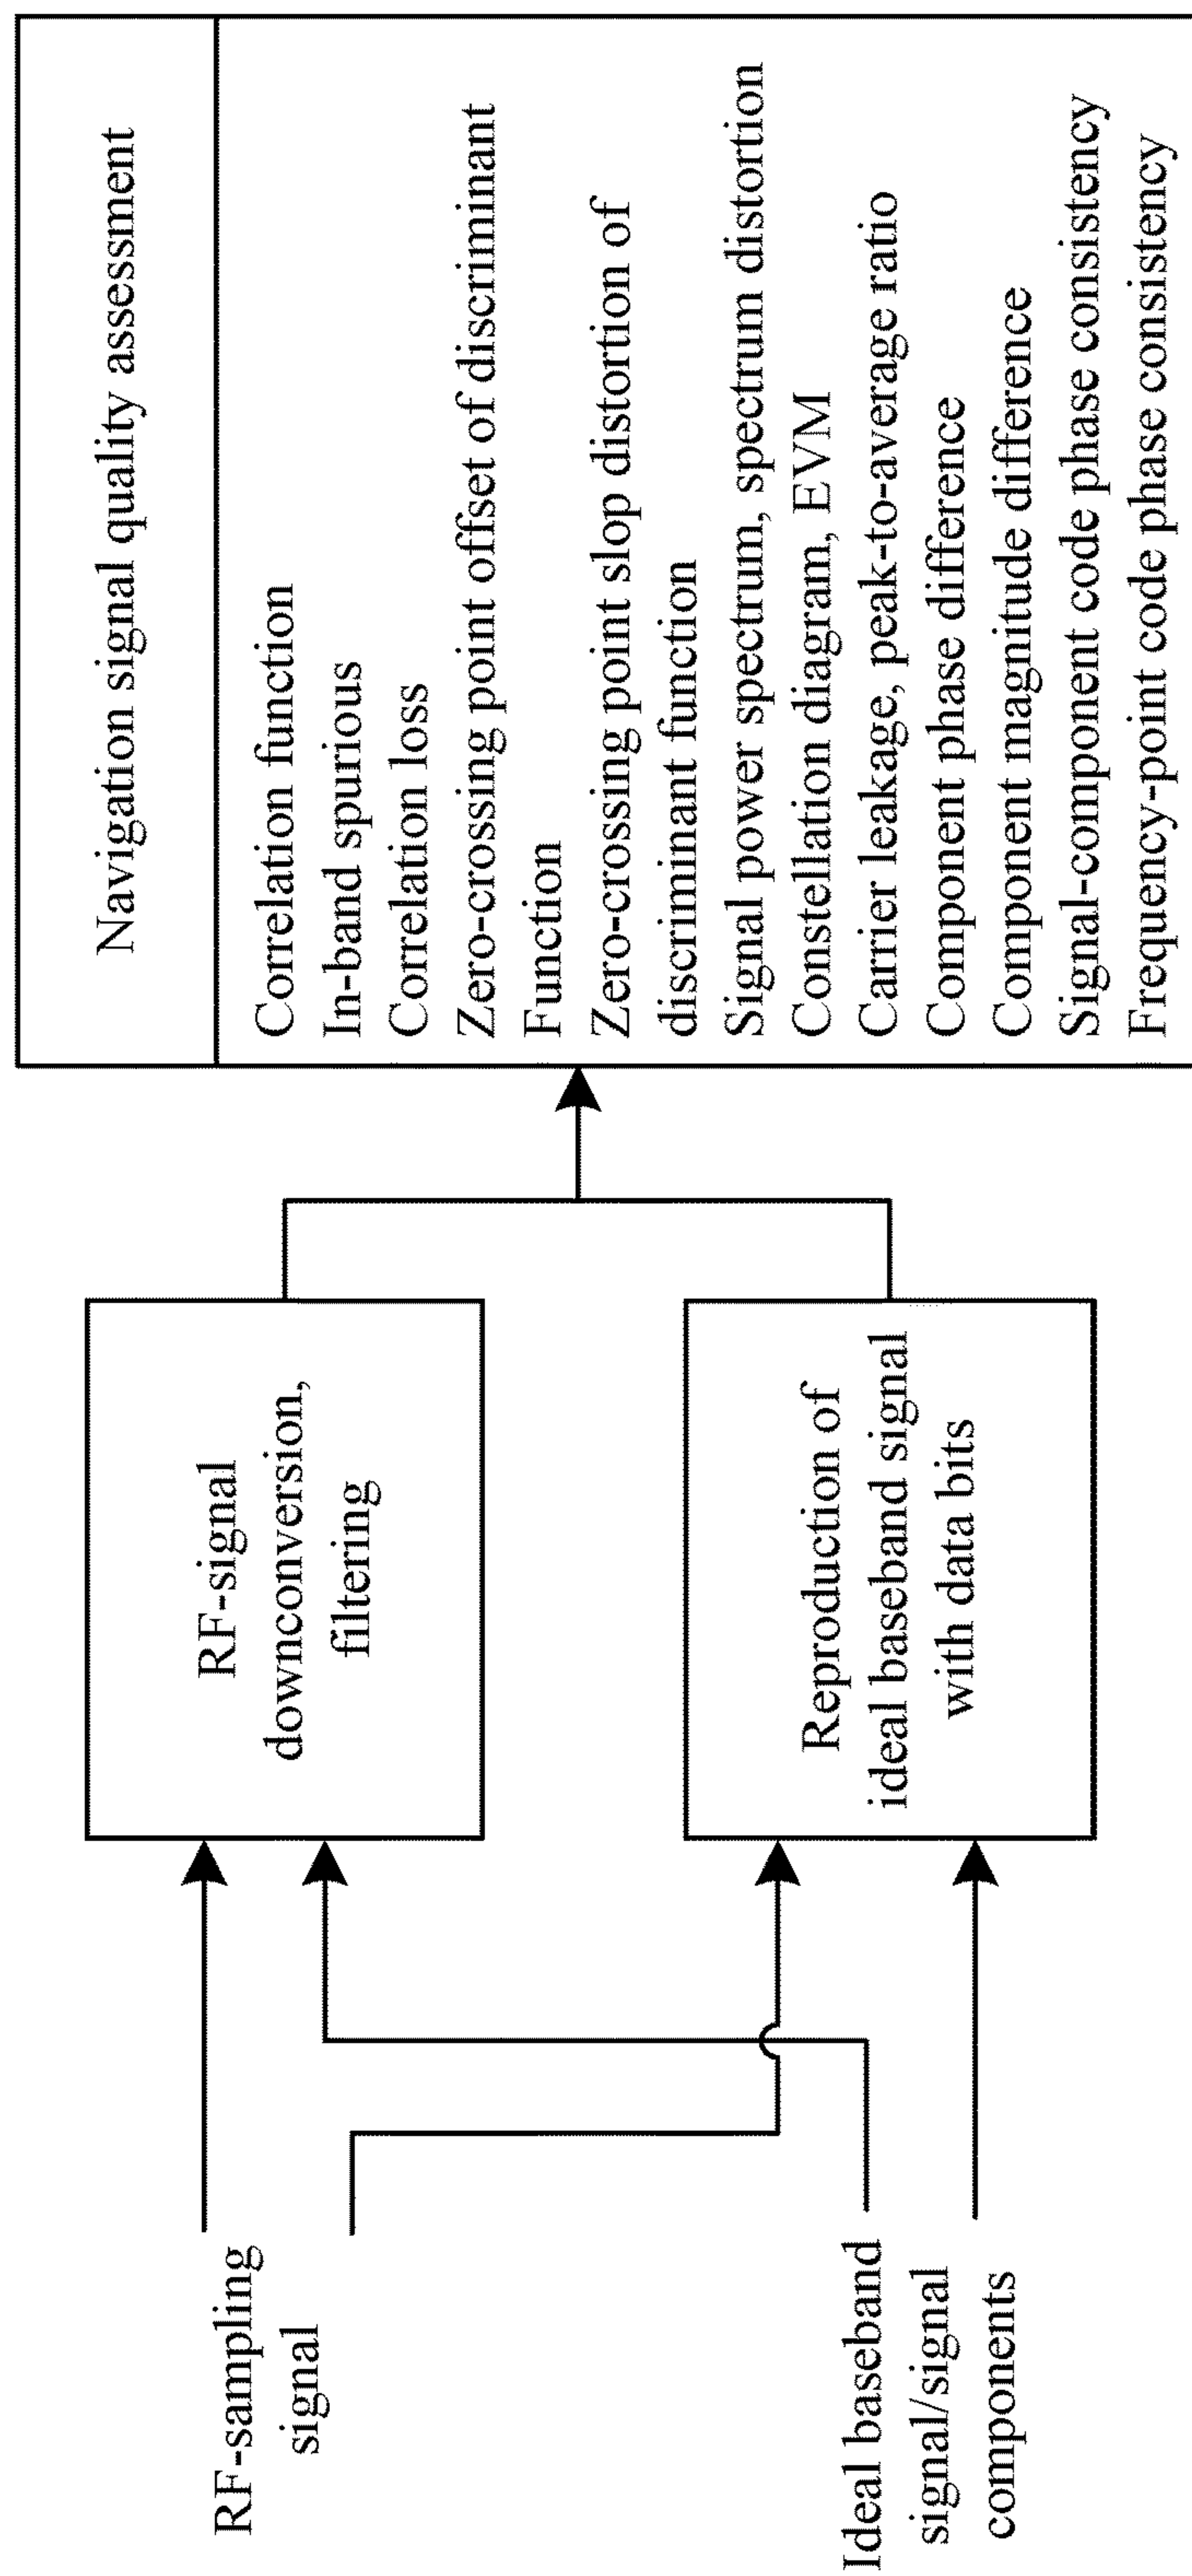 RF-sampling
signal
Ideal baseband
signal/signal
components
RF-signal
downconversion,
filtering
Reproduction of
ideal baseband signal
with data bits
Navigation signal quality assessment
Correlation function
In-band spurious
Correlation loss
Zero-crossing point offset of discriminant
Function
Zero-crossing point slop distortion of
discriminant function
Signal power spectrum, spectrum distortion
Constellation diagram, EVM
Carrier leakage, peak-to-average ratio
Component phase difference
Component magnitude difference
Signal-component code phase consistency
Frequency-point code phase consistency